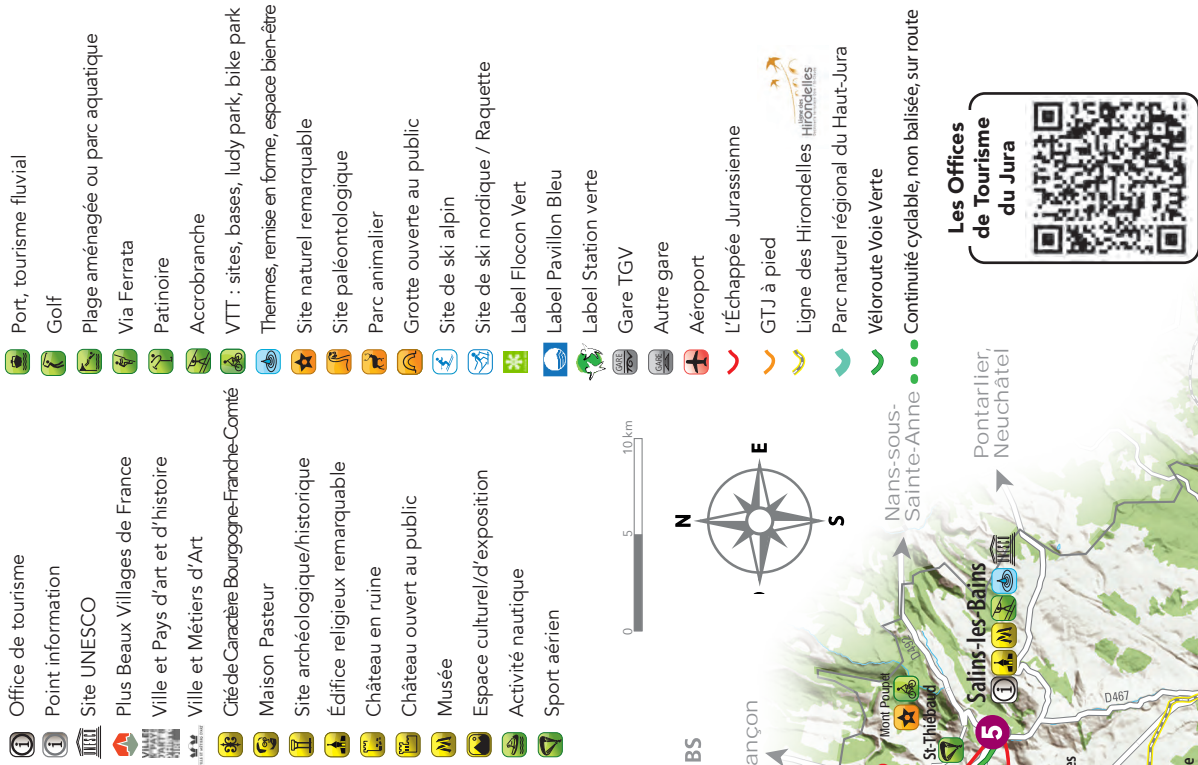 Office de tourisme
Point information
Site UNESCO
Plus Beaux Villages de France
Ville et Pays d'art et d'histoire
Ville et Métiers d'Art
Cité de Caractère Bourgogne-Franche-Comté
Maison Pasteur
Site archéologique/historique
Édifice religieux remarquable
Château en ruine
Château ouvert au public
Musée
Espace culturel/d'exposition
Activité nautique
Sport aérien
Port, tourisme fluvial
Golf
Plage aménagée ou parc aquatique
Via Ferrata
Patinoire
Accrobranche
VTT : sites, bases, ludy park, bike park
Thermes, remise en forme, espace bien-être
Site naturel remarquable
Site paléontologique
Parc animalier
Grotte ouverte au public
Site de ski alpin
Site de ski nordique / Raquette
Label Flocon Vert
Label Pavillon Bleu
Label Station verte
GARE
Gare TGV
GARE
Autre gare
Aéroport
L'Échappée Jurassienne
GTJ à pied
Ligne des Hirondelles
Ligne des
Hirondelles
Parc naturel régional du Haut-Jura
Véloroute Voie Verte
Continuité cyclable, non balisée, sur route
0 5 10 km
N
E
S
Les Offices
de Tourisme
du Jura
BS
ançon
Nans-sous-
Sainte-Anne
Pontarlier,
Neuchâtel
Mont Poupet
St-Thiébaud
Salins-les-Bains
5
D467
es
e